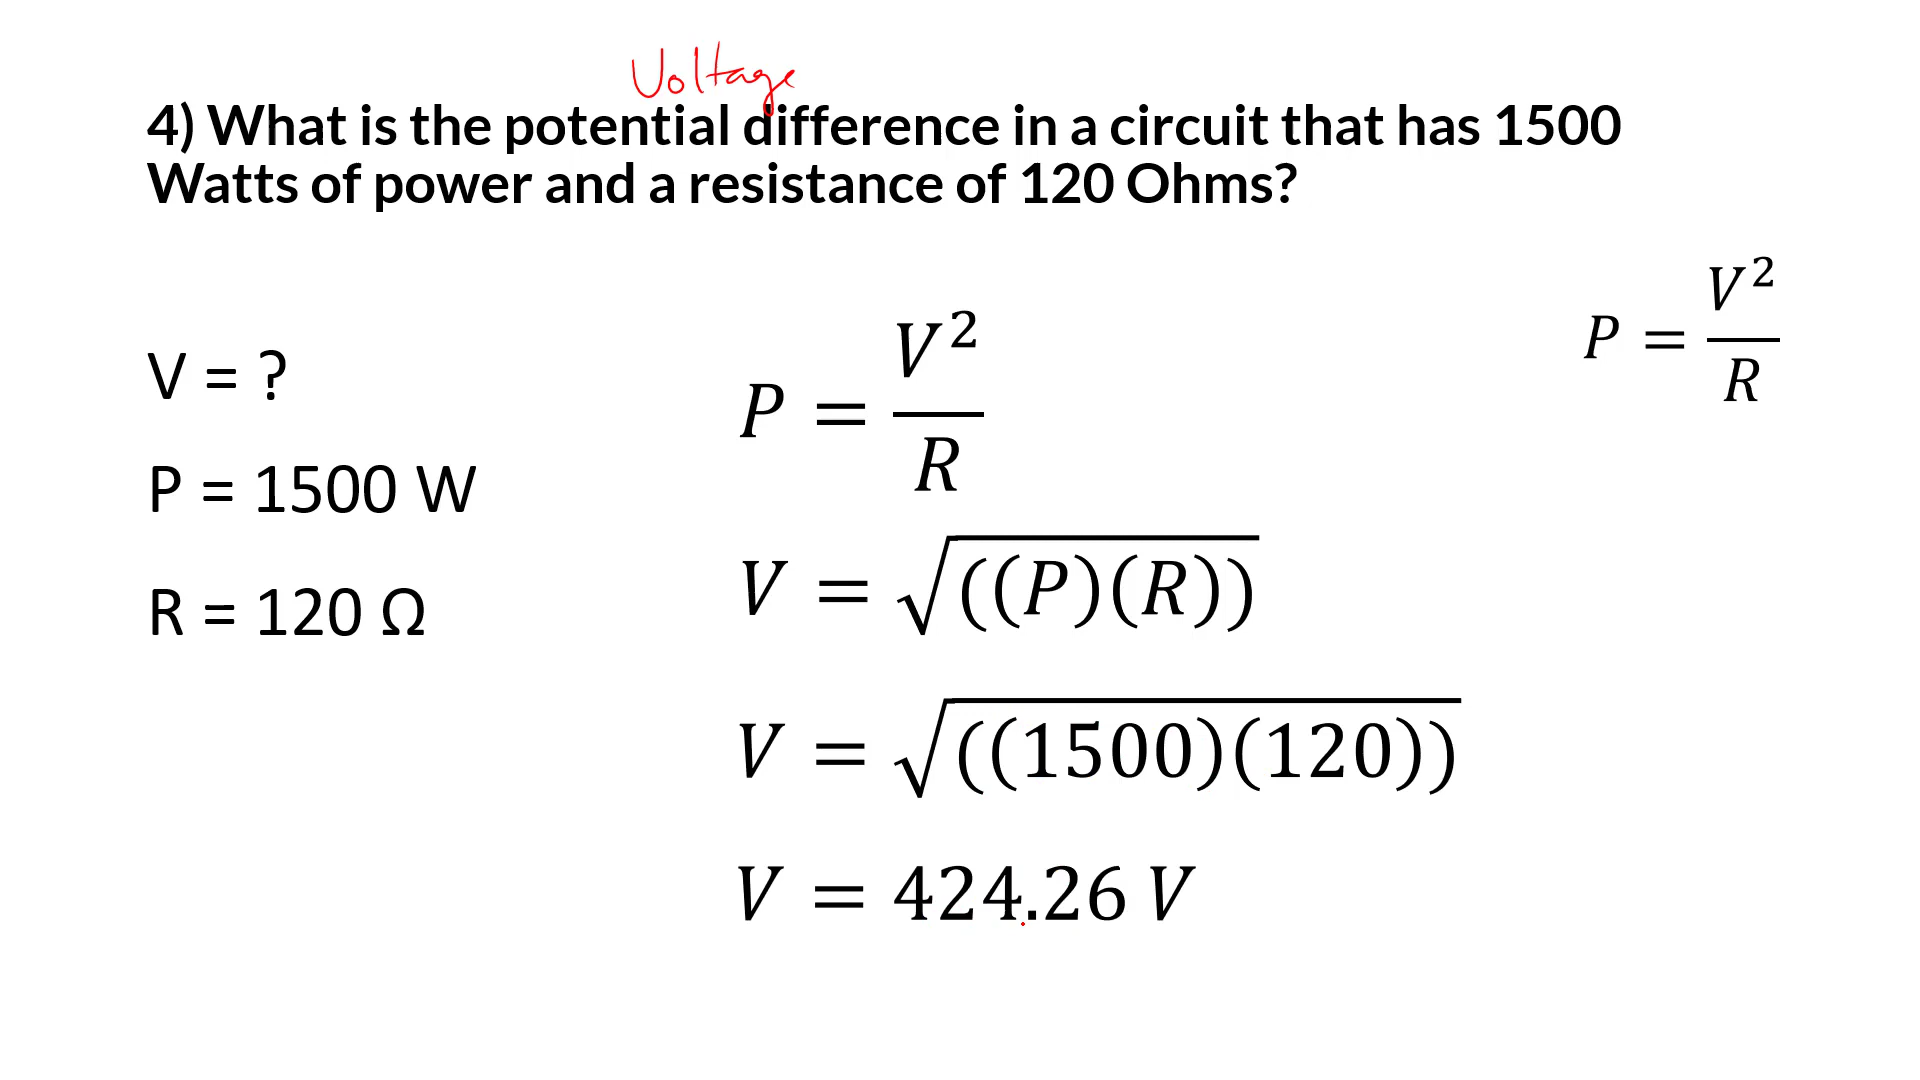 Voltage
4) What is the potential difference in a circuit that has 1500
Watts of power and a resistance of 120 Ohms?
P = V²/R
V = ?
P = 1500 W
R = 120 Ω
P = V²/R
V = √((P)(R))
V = √((1500)(120))
V = 424.26 V